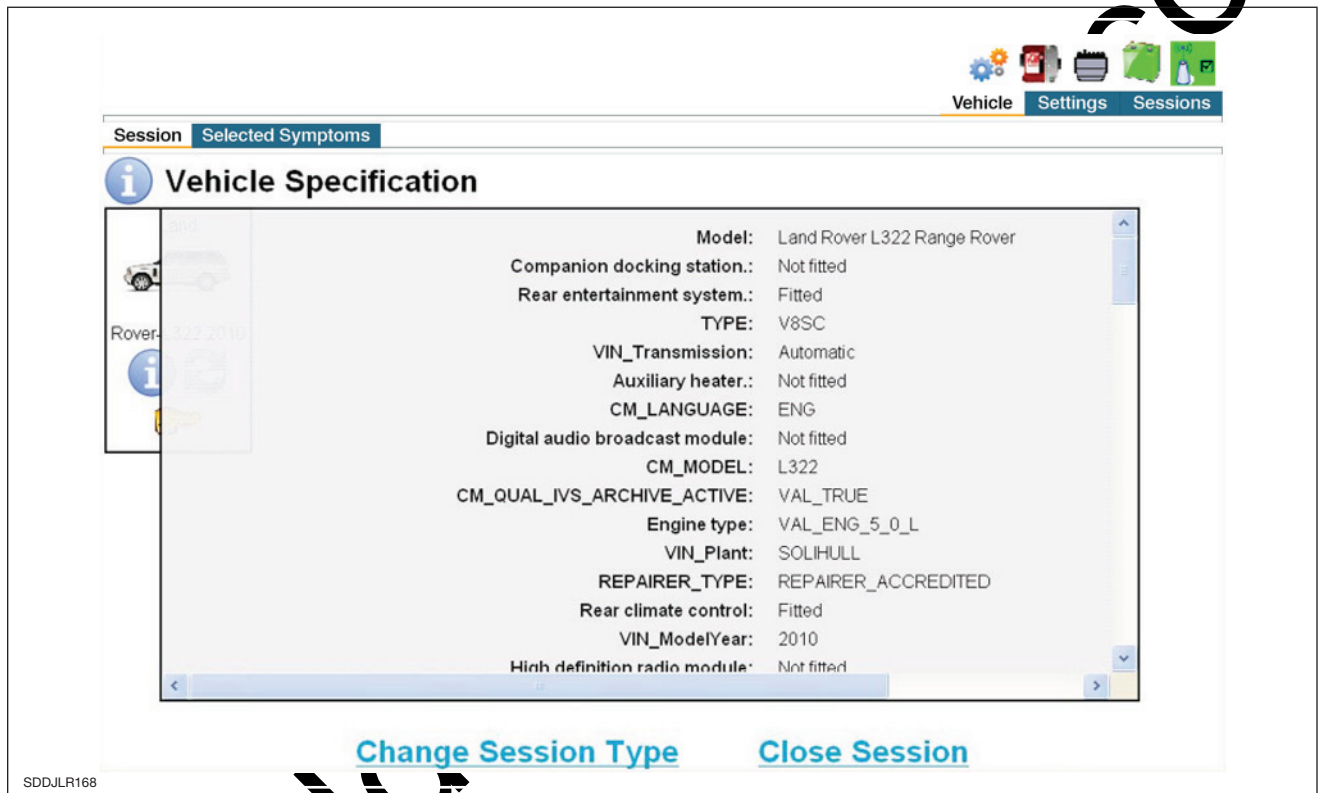 Vehicle Settings Sessions
Session Selected Symptoms
Vehicle Specification
Model: Land Rover L322 Range Rover
Companion docking station.: Not fitted
Rear entertainment system.: Fitted
TYPE: V8SC
VIN_Transmission: Automatic
Auxiliary heater.: Not fitted
CM_LANGUAGE: ENG
Digital audio broadcast module: Not fitted
CM_MODEL: L322
CM_QUAL_IVS_ARCHIVE_ACTIVE: VAL_TRUE
Engine type: VAL_ENG_5_0_L
VIN_Plant: SOLIHULL
REPAIRER_TYPE: REPAIRER_ACCREDITED
Rear climate control: Fitted
VIN_ModelYear: 2010
High definition radio module: Not fitted
and
Rover-L322 2010
Change Session Type Close Session
SDDJLR168